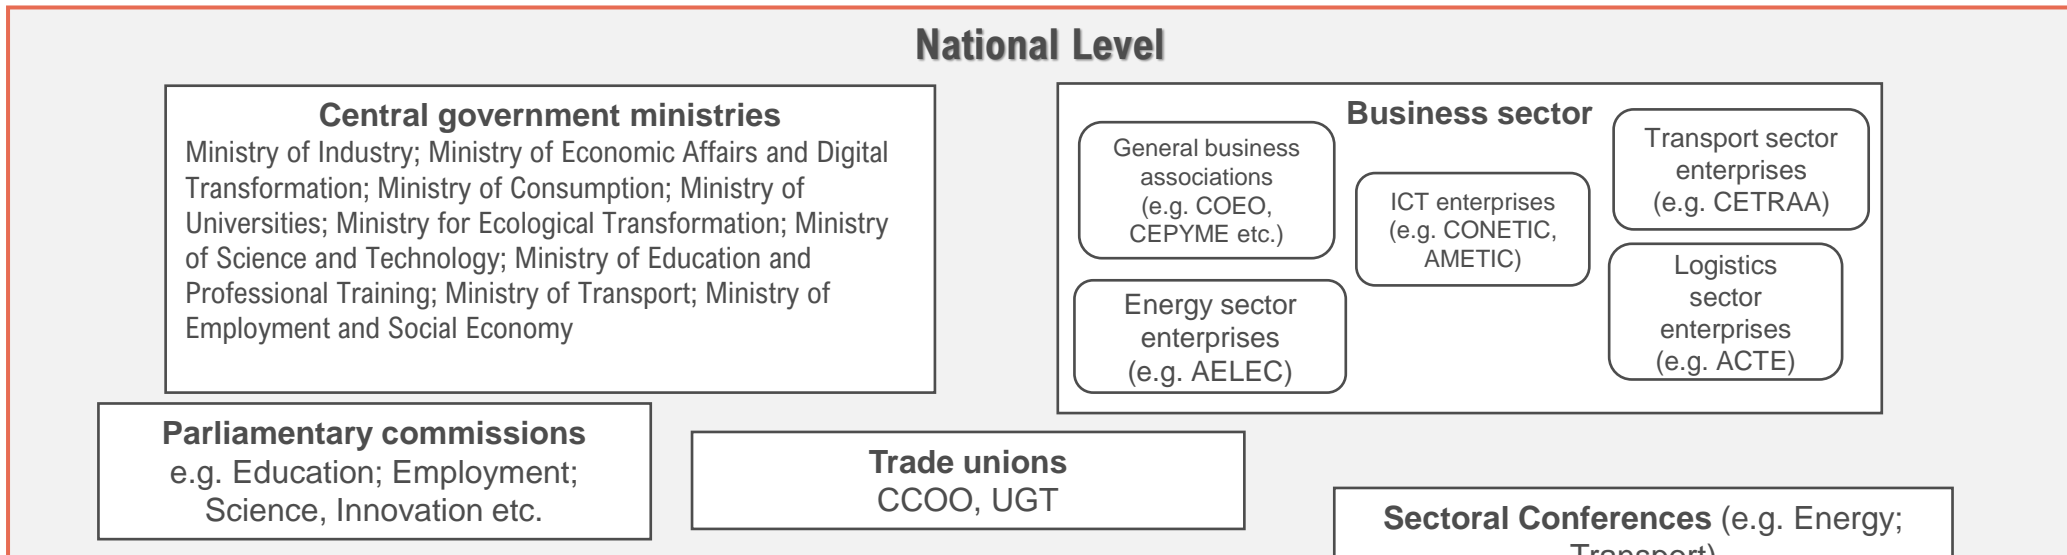 National Level
Central government ministries
Ministry of Industry; Ministry of Economic Affairs and Digital
Transformation; Ministry of Consumption; Ministry of
Universities; Ministry for Ecological Transformation; Ministry
of Science and Technology; Ministry of Education and
Professional Training; Ministry of Transport; Ministry of
Employment and Social Economy
Business sector
General business
associations
(e.g. COEO,
CEPYME etc.)
ICT enterprises
(e.g. CONETIC,
AMETIC)
Transport sector
enterprises
(e.g. CETRAA)
Energy sector
enterprises
(e.g. AELEC)
Logistics
sector
enterprises
(e.g. ACTE)
Parliamentary commissions
e.g. Education; Employment;
Science, Innovation etc.
Trade unions
CCOO, UGT
Sectoral Conferences (e.g. Energy;
Transport)